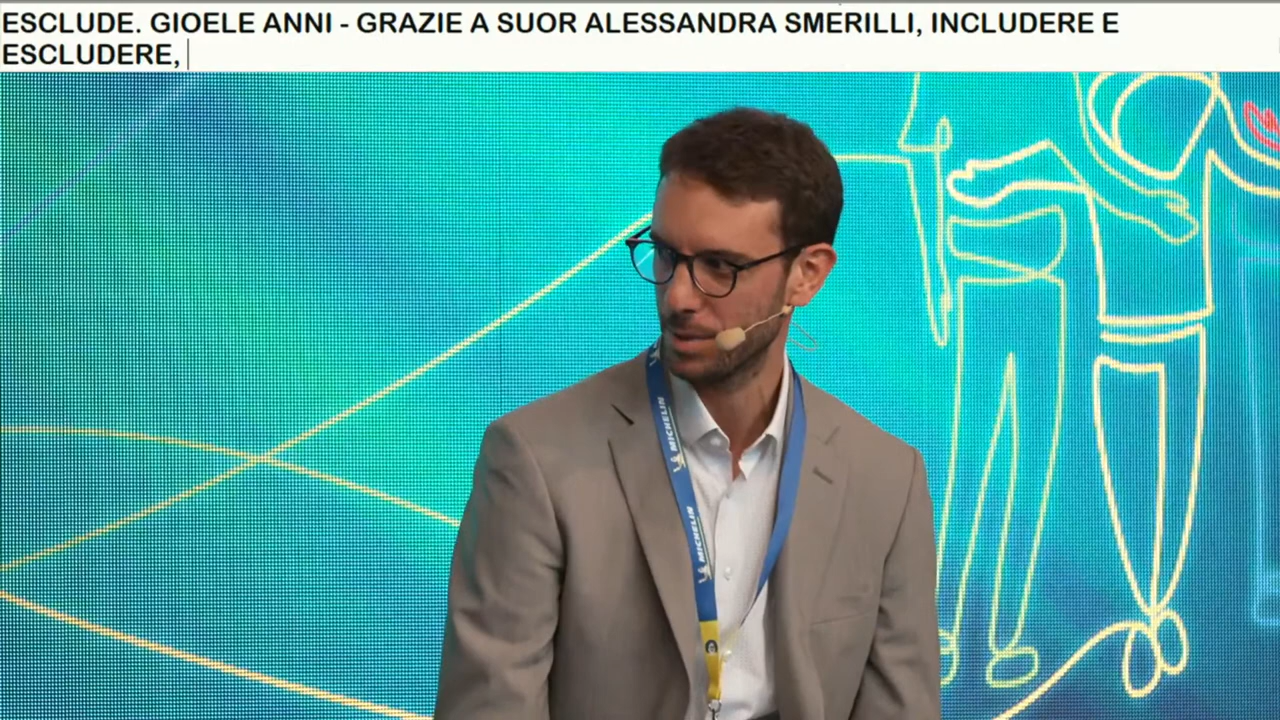 ESCLUDE. GIOELE ANNI - GRAZIE A SUOR ALESSANDRA SMERILLI, INCLUDERE E
ESCLUDERE,
MICHELIN
MICHELIN